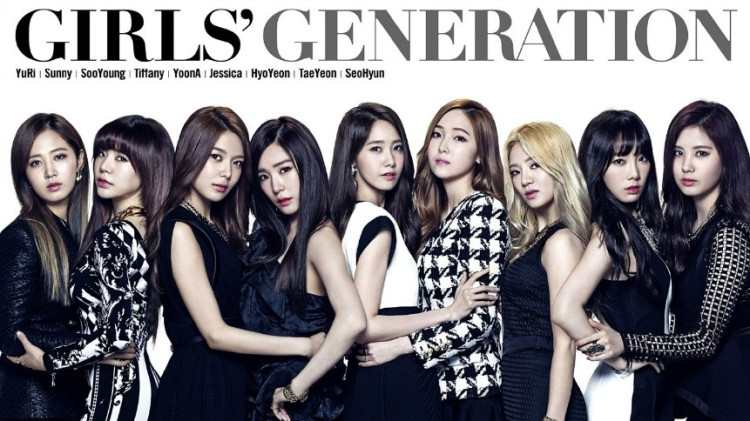 GIRLS' GENERATION
YuRi | Sunny | SooYoung | Tiffany | YoonA | Jessica | HyoYeon | TaeYeon | SeoHyun